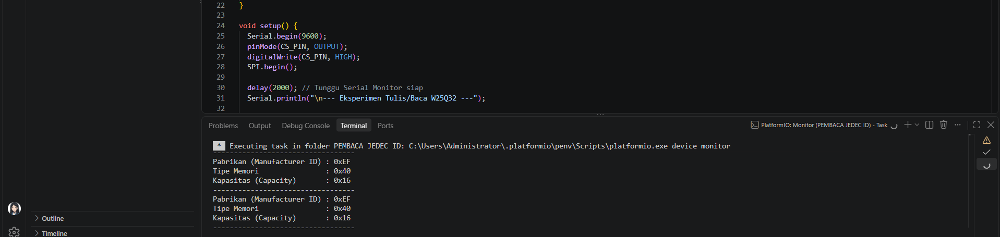 22 }
23
24 void setup() {
25 Serial.begin(9600);
26 pinMode(CS_PIN, OUTPUT);
27 digitalWrite(CS_PIN, HIGH);
28 SPI.begin();
29
30 delay(2000); // Tunggu Serial Monitor siap
31 Serial.println("\n--- Eksperimen Tulis/Baca W25Q32 ---");
32
Problems Output Debug Console Terminal Ports
PlatformIO: Monitor (PEMBACA JEDEC ID) - Task
* Executing task in folder PEMBACA JEDEC ID: C:\Users\Administrator\.platformio\penv\Scripts\platformio.exe device monitor
----------------------------------
Pabrikan (Manufacturer ID) : 0xEF
Tipe Memori : 0x40
Kapasitas (Capacity) : 0x16
----------------------------------
Pabrikan (Manufacturer ID) : 0xEF
Tipe Memori : 0x40
Kapasitas (Capacity) : 0x16
----------------------------------
Outline
Timeline